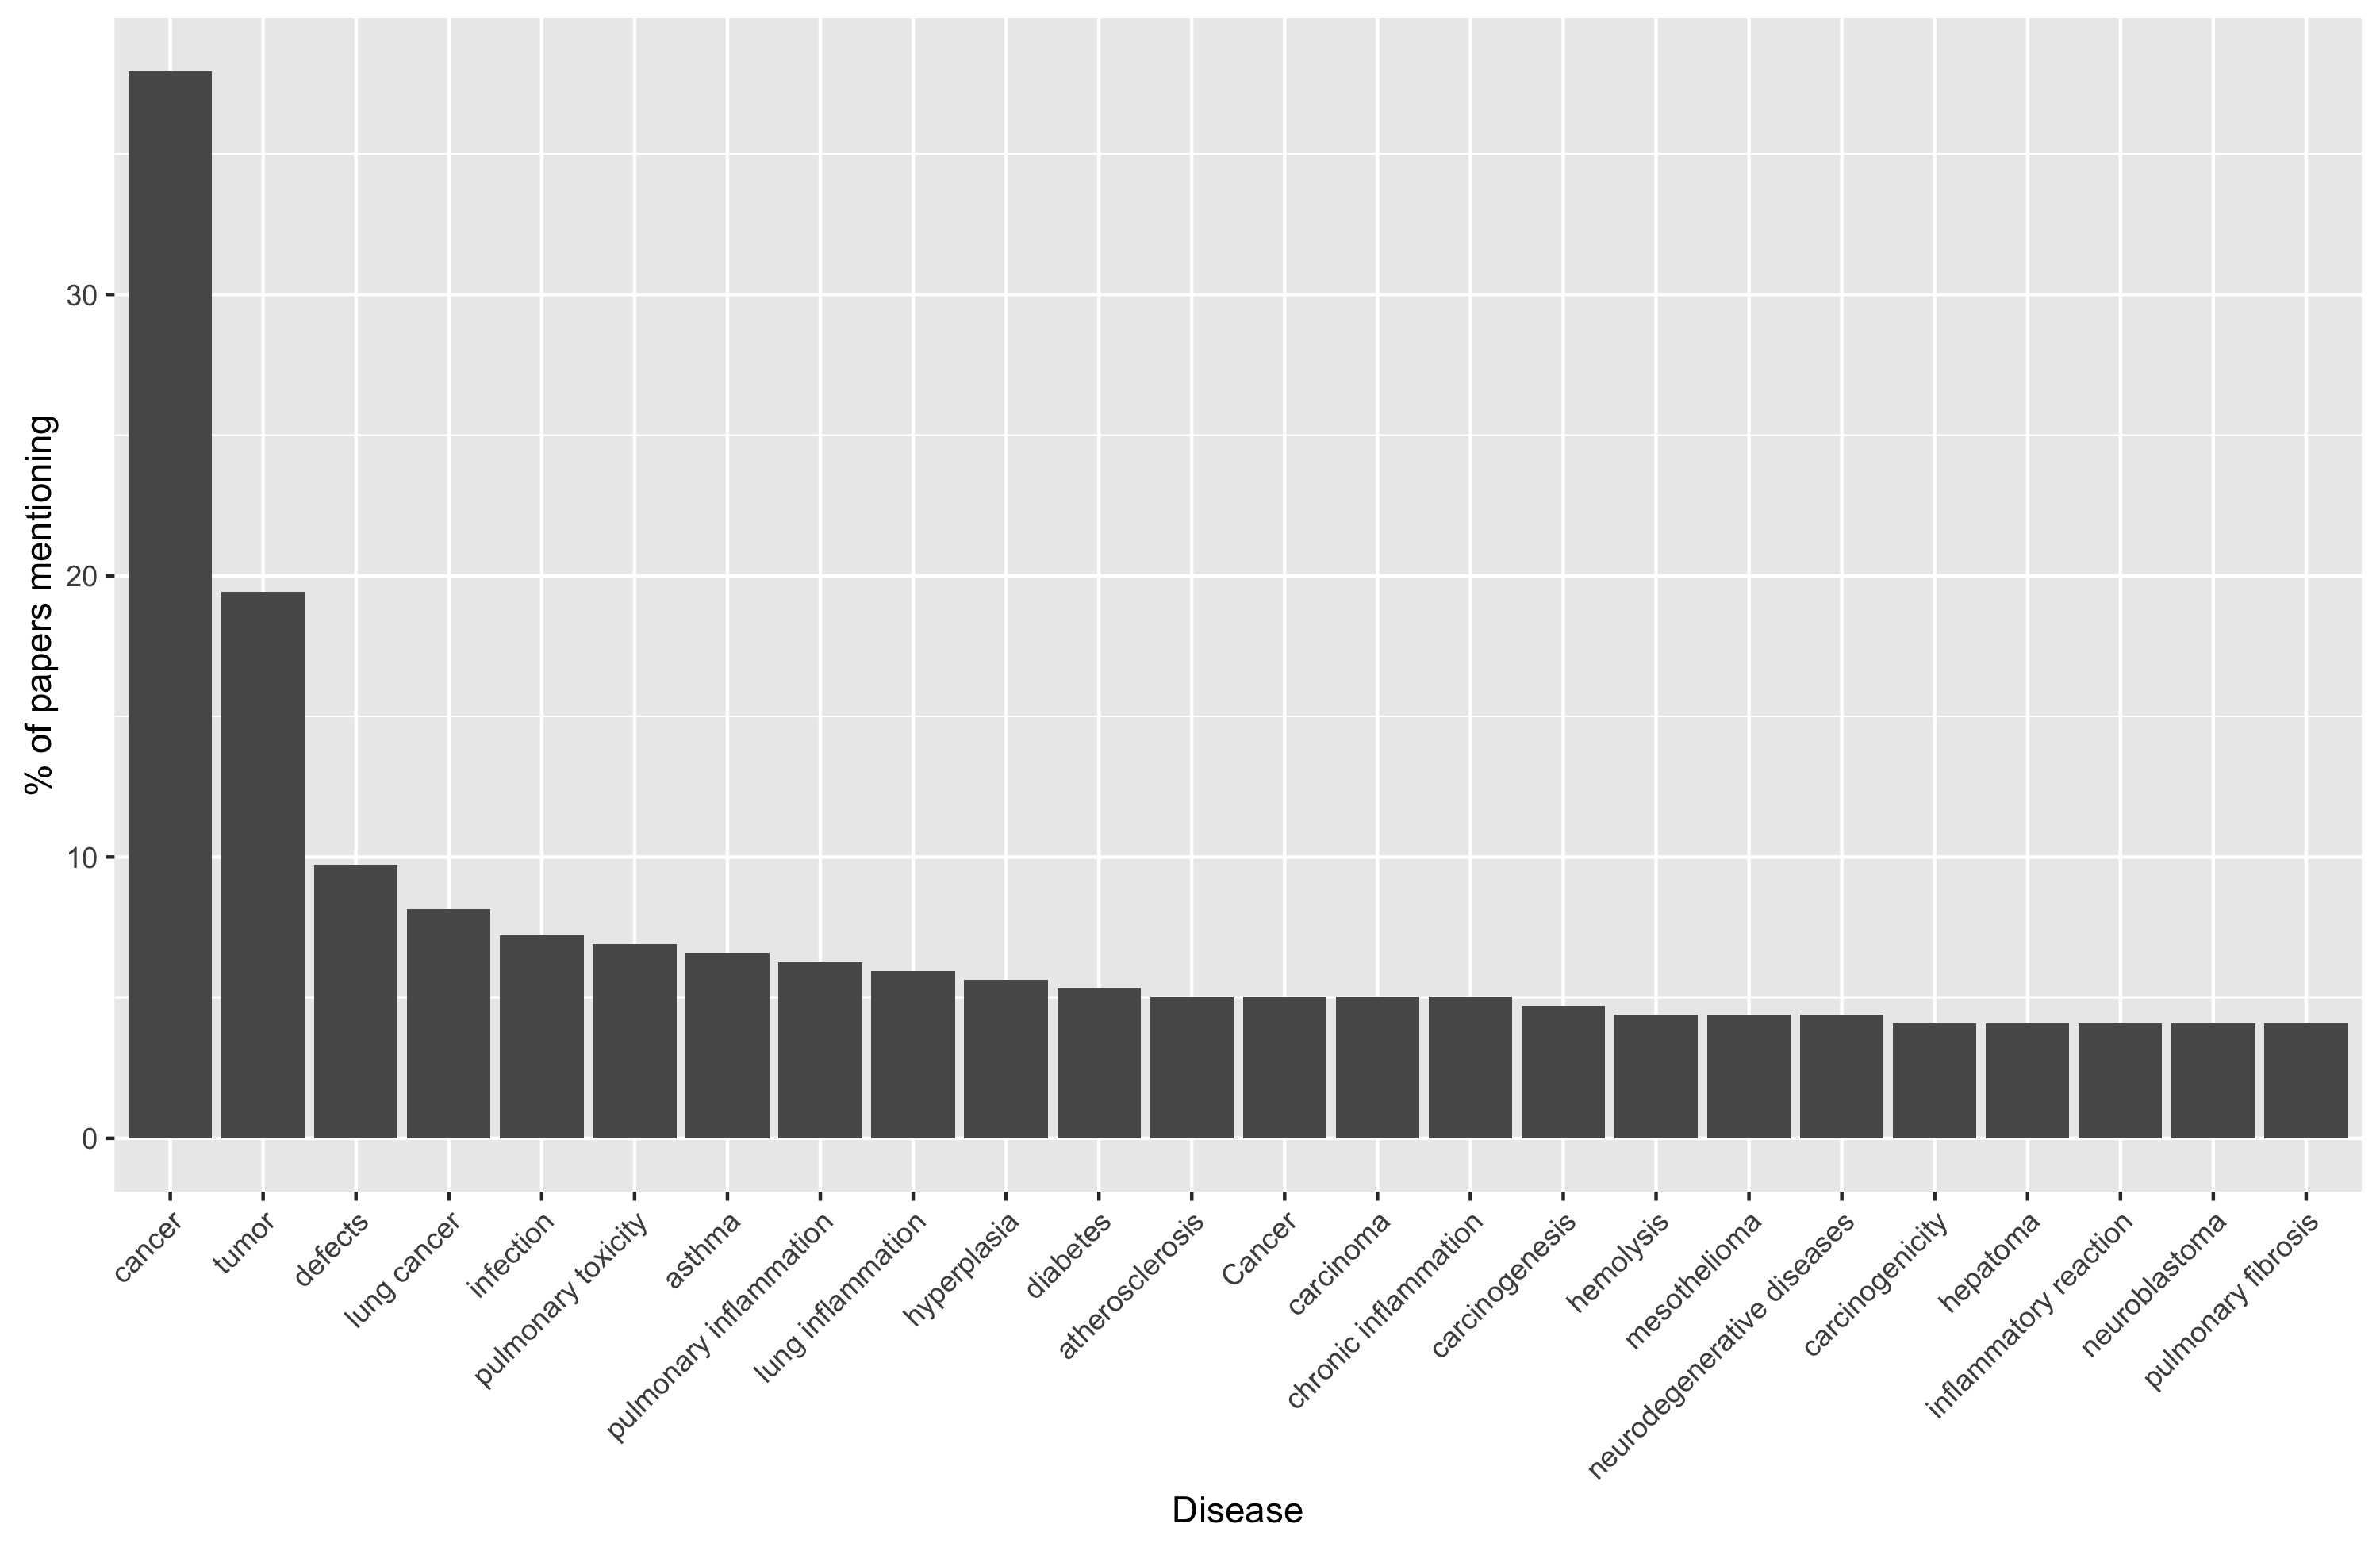 % of papers mentioning
30
20
10
0
cancer
tumor
defects
lung cancer
infection
pulmonary toxicity
asthma
pulmonary inflammation
lung inflammation
hyperplasia
diabetes
atherosclerosis
Cancer
carcinoma
chronic inflammation
carcinogenesis
hemolysis
mesothelioma
neurodegenerative diseases
carcinogenicity
hepatoma
inflammatory reaction
neuroblastoma
pulmonary fibrosis
Disease